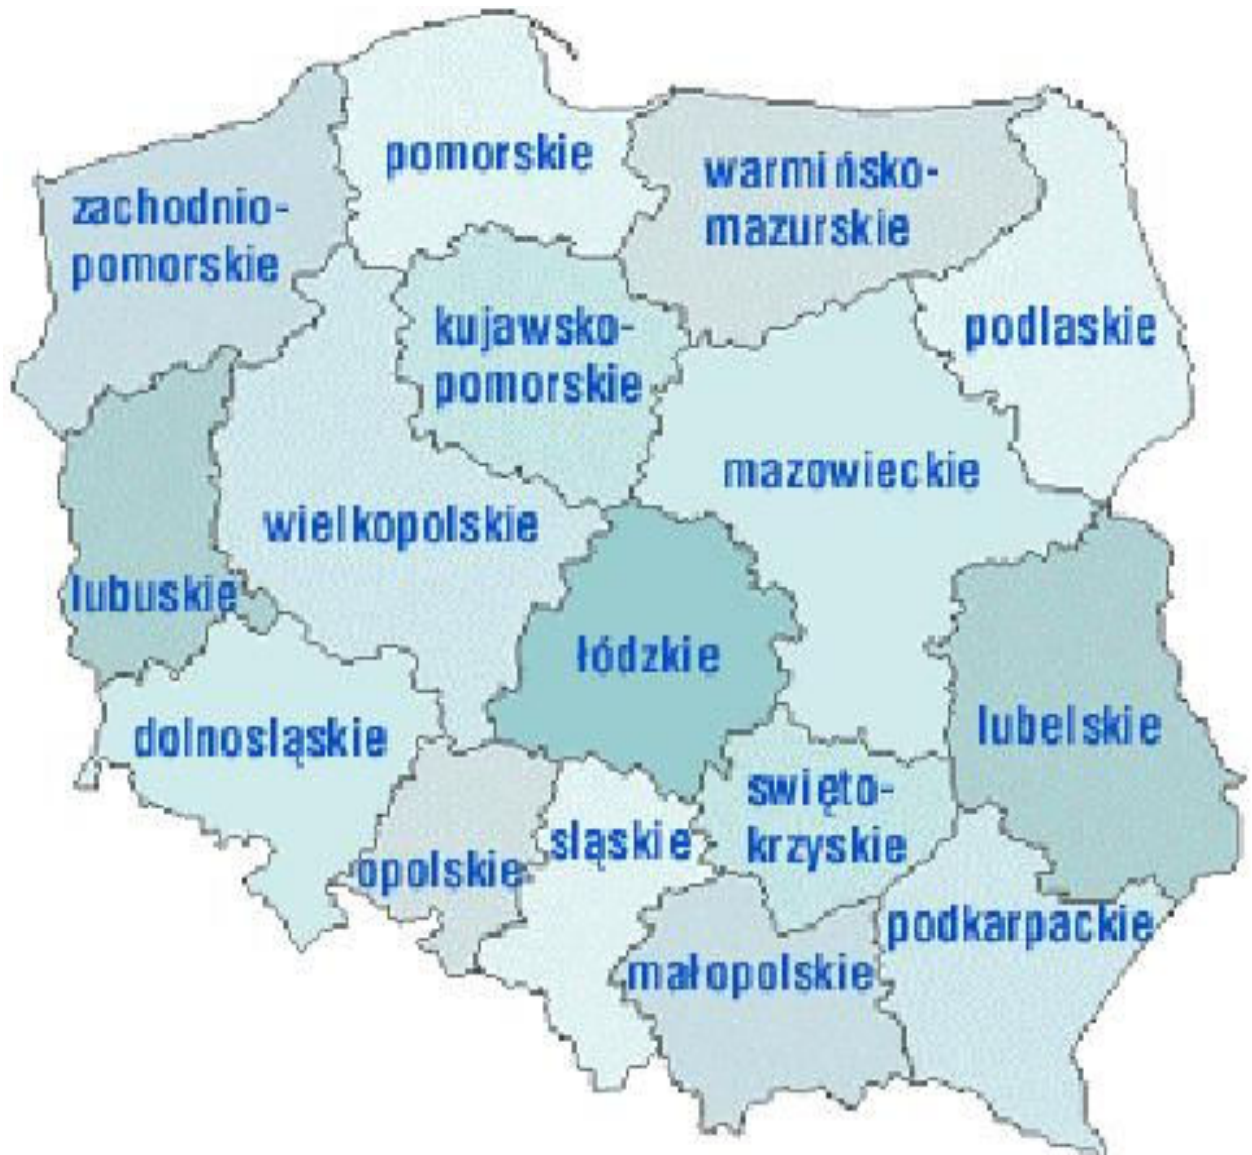 pomorskie
warmińsko-
mazurskie
zachodnio-
pomorskie
kujawsko-
pomorskie
podlaskie
mazowieckie
wielkopolskie
lubuskie
łódzkie
dolnosląskie
lubelskie
swięto-
krzyskie
sląskie
opolskie
podkarpackie
małopolskie